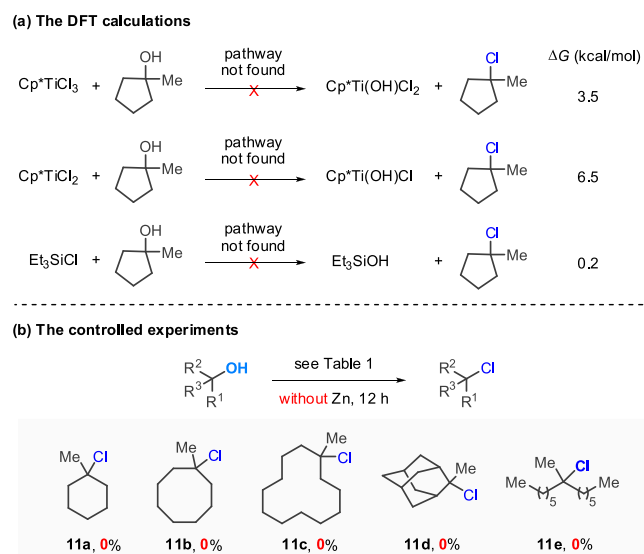 (a) The DFT calculations
ΔG (kcal/mol)
Cp*TiCl3 + OH Me pathway not found X Cp*Ti(OH)Cl2 + Cl Me 3.5
Cp*TiCl2 + OH Me pathway not found X Cp*Ti(OH)Cl + Cl Me 6.5
Et3SiCl + OH Me pathway not found X Et3SiOH + Cl Me 0.2
(b) The controlled experiments
R2 R3 R1 OH see Table 1 R2 R3 R1 Cl
without Zn, 12 h
Me Cl Me Cl Me Cl Me Cl Me Cl Me 5 5 Me
11a, 0% 11b, 0% 11c, 0% 11d, 0% 11e, 0%